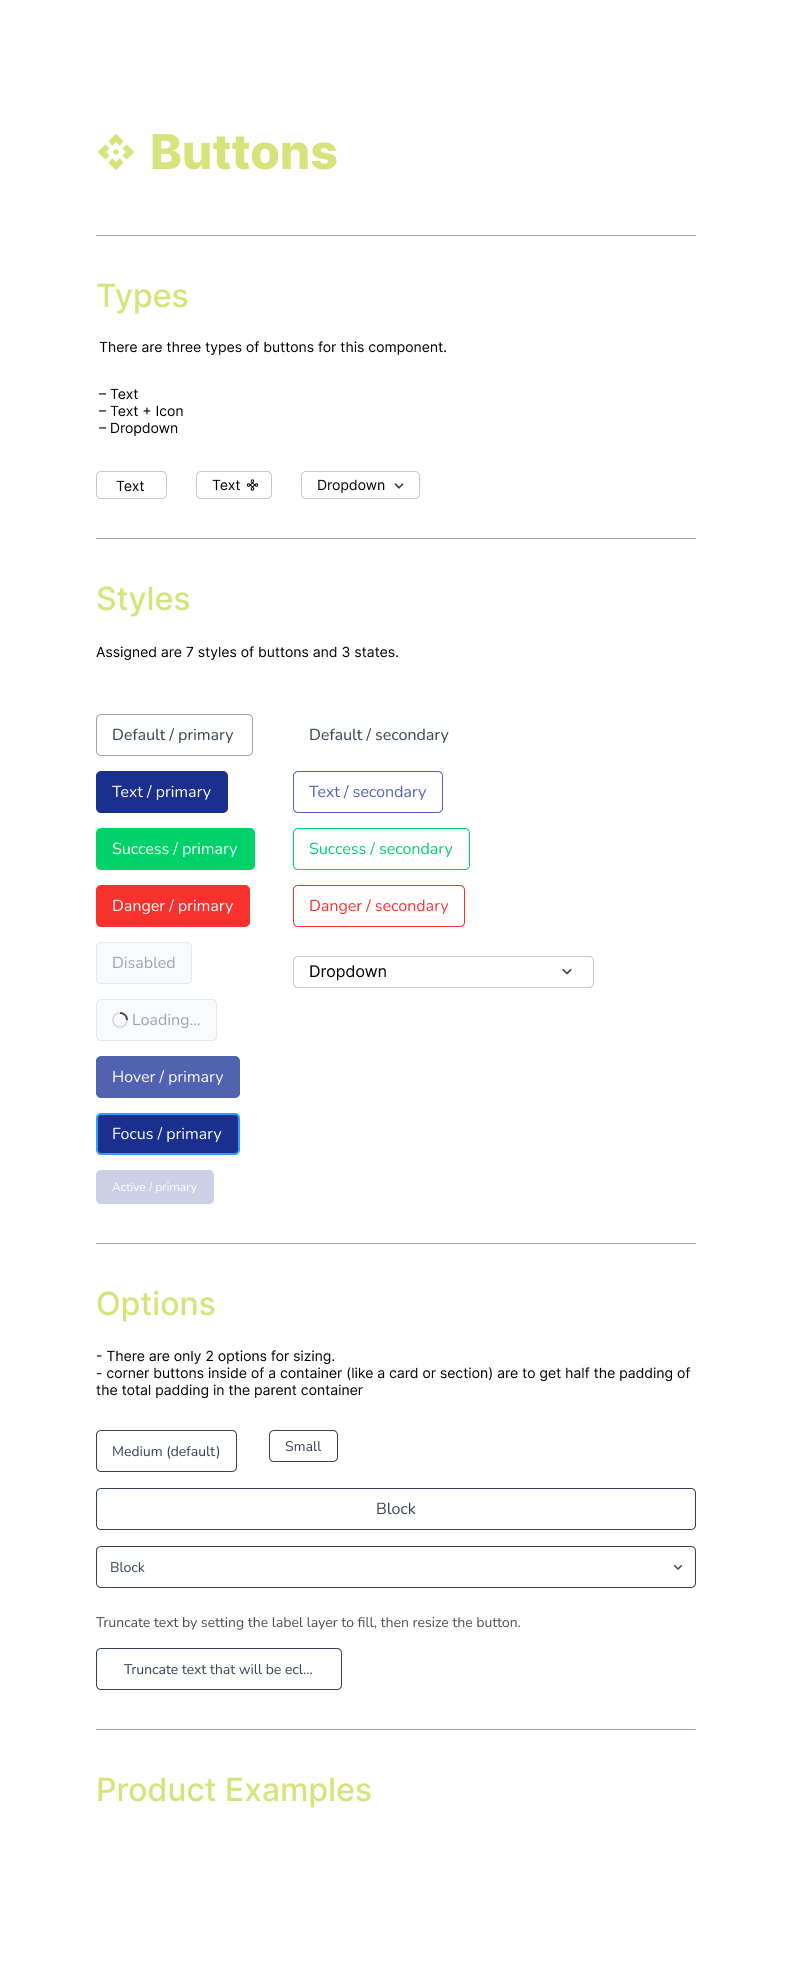 Buttons
Types
There are three types of buttons for this component.
– Text
– Text + Icon
– Dropdown
Text
Text
Dropdown
Styles
Assigned are 7 styles of buttons and 3 states.
Default / primary
Default / secondary
Text / primary
Text / secondary
Success / primary
Success / secondary
Danger / primary
Danger / secondary
Disabled
Dropdown
Loading...
Hover / primary
Focus / primary
Active / primary
Options
- There are only 2 options for sizing.
- corner buttons inside of a container (like a card or section) are to get half the padding of
the total padding in the parent container
Medium (default)
Small
Block
Block
Truncate text by setting the label layer to fill, then resize the button.
Truncate text that will be ecl...
Product Examples